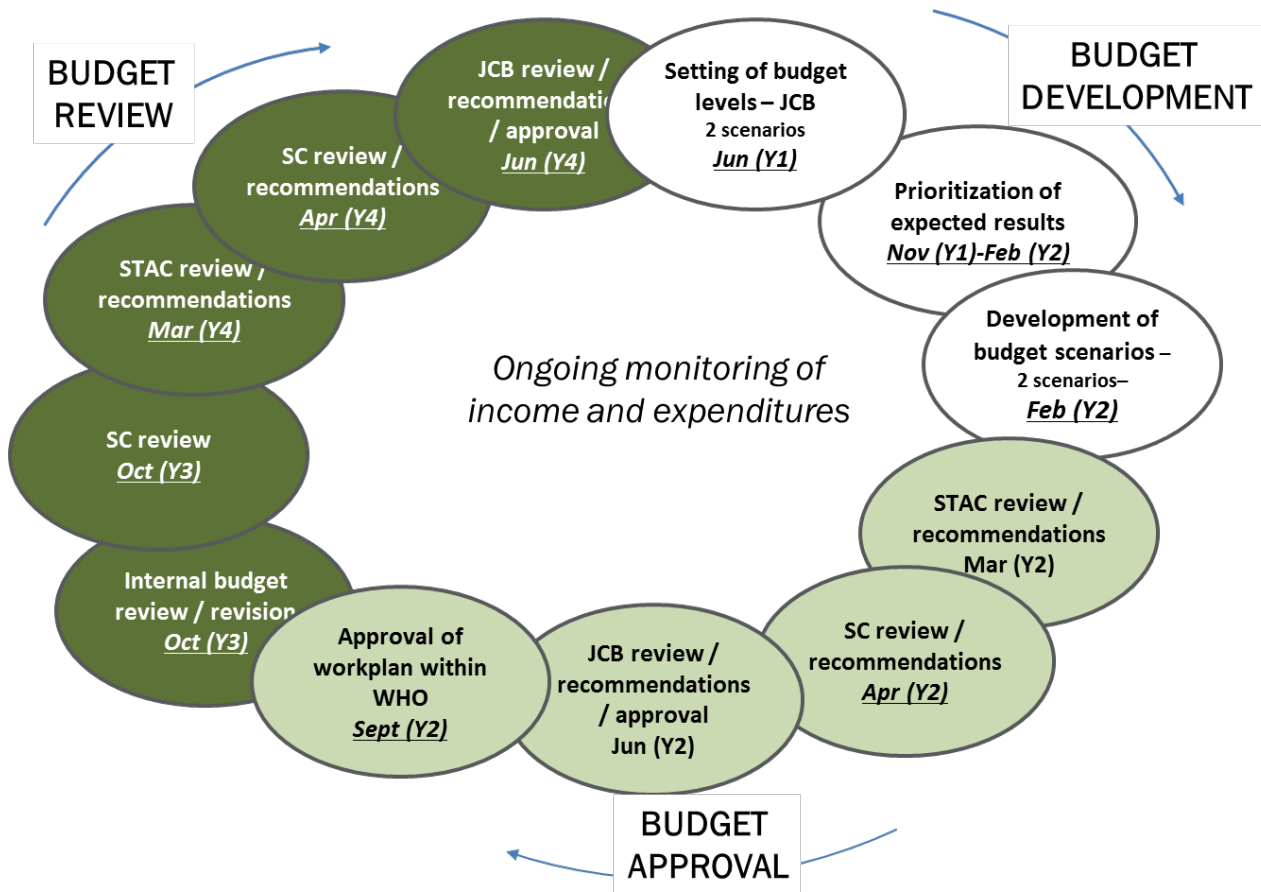 BUDGET
REVIEW
JCB review /
recommendatio
/ approval
Jun (Y4)
Setting of budget
levels – JCB
2 scenarios
Jun (Y1)
BUDGET
DEVELOPMENT
SC review /
recommendations
Apr (Y4)
Prioritization of
expected results
Nov (Y1)-Feb (Y2)
STAC review /
recommendations
Mar (Y4)
Development of
budget scenarios –
2 scenarios–
Feb (Y2)
Ongoing monitoring of
income and expenditures
SC review
Oct (Y3)
STAC review /
recommendations
Mar (Y2)
Internal budget
review / revision
Oct (Y3)
SC review /
recommendations
Apr (Y2)
Approval of
workplan within
WHO
Sept (Y2)
JCB review /
recommendations
/ approval
Jun (Y2)
BUDGET
APPROVAL